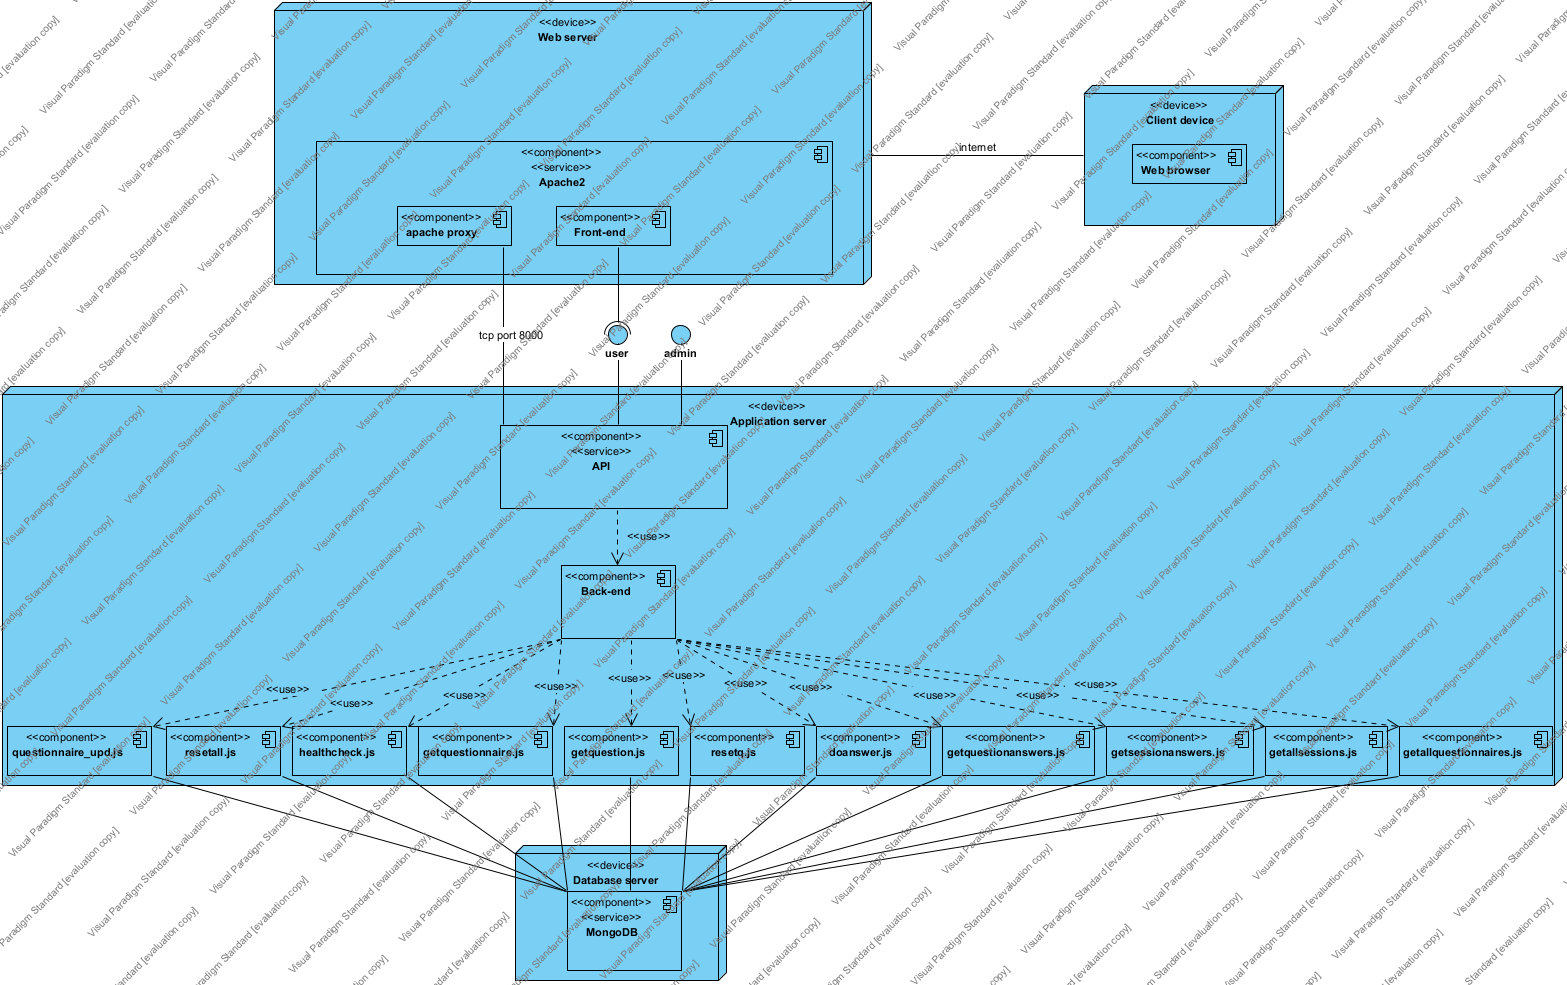 <<device>>
Web server
<<component>>
<<service>>
Apache2
<<component>>
apache proxy
<<component>>
Front-end
internet
<<device>>
Client device
<<component>>
Web browser
tcp port 8000
user
admin
<<device>>
Application server
<<component>>
<<service>>
API
<<use>>
<<component>>
Back-end
<<use>>
<<use>>
<<use>>
<<use>>
<<use>>
<<use>>
<<use>>
<<use>>
<<use>>
<<use>>
<<use>>
<<component>>
questionnaire_upd.js
<<component>>
resetall.js
<<component>>
healthcheck.js
<<component>>
getquestionnaire.js
<<component>>
getquestion.js
<<component>>
resetq.js
<<component>>
doanswer.js
<<component>>
getquestionanswers.js
<<component>>
getsessionanswers.js
<<component>>
getallsessions.js
<<component>>
getallquestionnaires.js
<<device>>
Database server
<<component>>
<<service>>
MongoDB
Visual Paradigm Standard [evaluation copy]